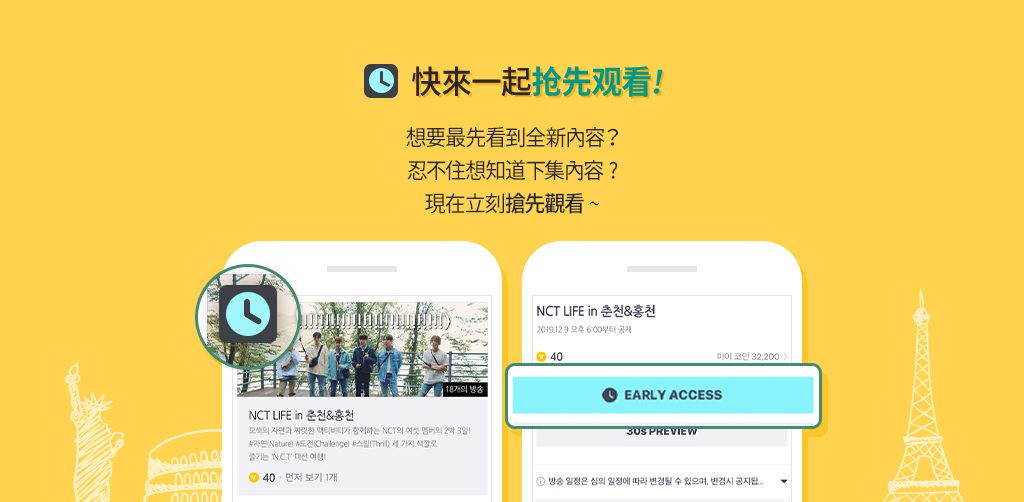 快來一起抢先观看!
想要最先看到全新內容?
忍不住想知道下集內容 ?
現在立刻搶先觀看 ~
18개의 방송
NCT LIFE in 춘천&홍천
오색의 자연과 짜릿한 액티비티가 함께하는 NCT의 여섯 멤버의 2박 3일!
#자연(Nature) #도전(Challenge) #스릴(Thrill) 세 가지 색깔로
즐기는 'N.C.T' 미션 여행!
V 40 · 먼저 보기 1개
NCT LIFE in 춘천&홍천
2019.12.9 오후 6:00부터 공개
V 40 마이 코인 32,200 >
EARLY ACCESS
30s PREVIEW
방송 일정은 심의 일정에 따라 변경될 수 있으며, 변경시 공지됩...